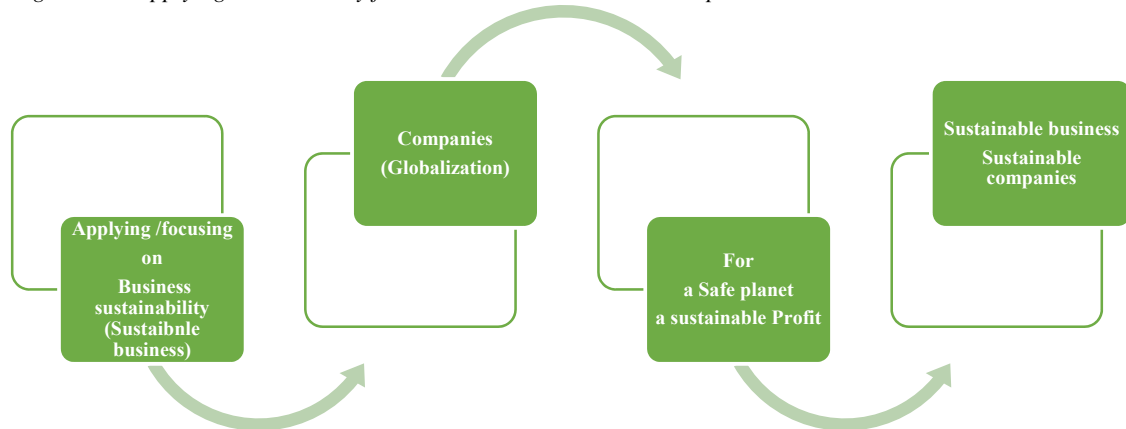 Applying /focusing
on
Business
sustainability
(Sustaibnle
business)
Companies
(Globalization)
For
a Safe planet
a sustainable Profit
Sustainable business
Sustainable
companies